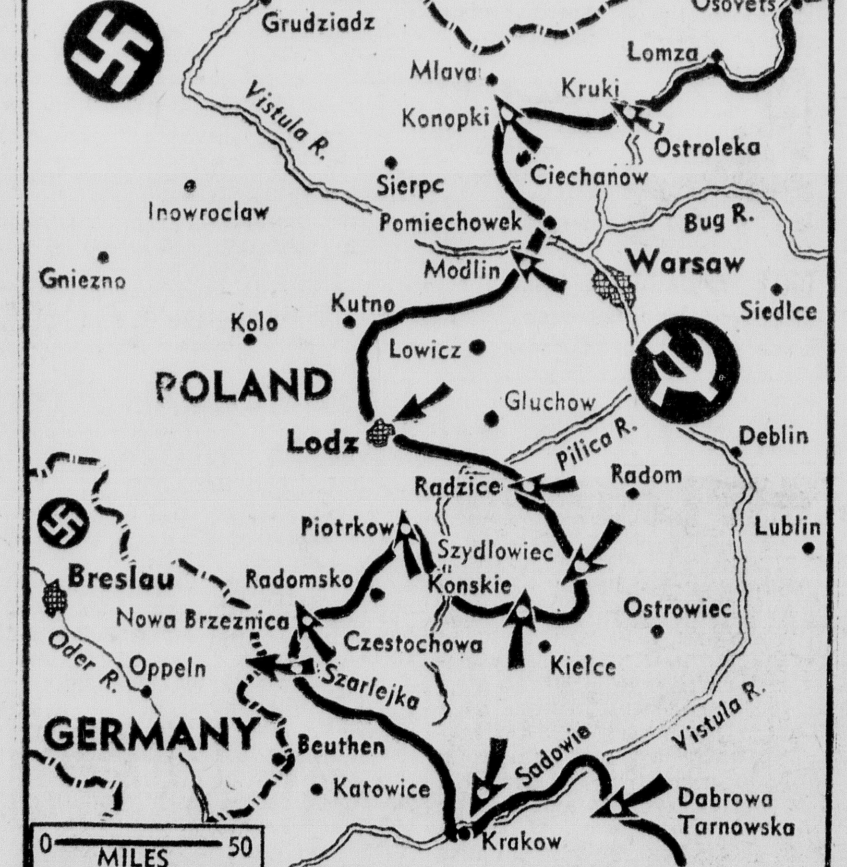 Osovets
Grudziadz
Lomza
Mlava
Kruki
Vistula R.
Konopki
Ostroleka
Sierpc
Ciechanow
Inowroclaw
Pomiechowek
Bug R.
Modlin
Warsaw
Gniezno
Siedlce
Kutno
Kolo
Lowicz
POLAND
Gluchow
Lodz
Pilica R.
Deblin
Radzice
Radom
Piotrkow
Lublin
Szydlowiec
Breslau
Radomsko
Konskie
Nowa Brzeznica
Ostrowiec
Czestochowa
Oder R.
Oppeln
Kielce
Szarlejka
Vistula R.
GERMANY
Beuthen
Sadowie
Katowice
Dabrowa
Tarnowska
Krakow
0 50
MILES